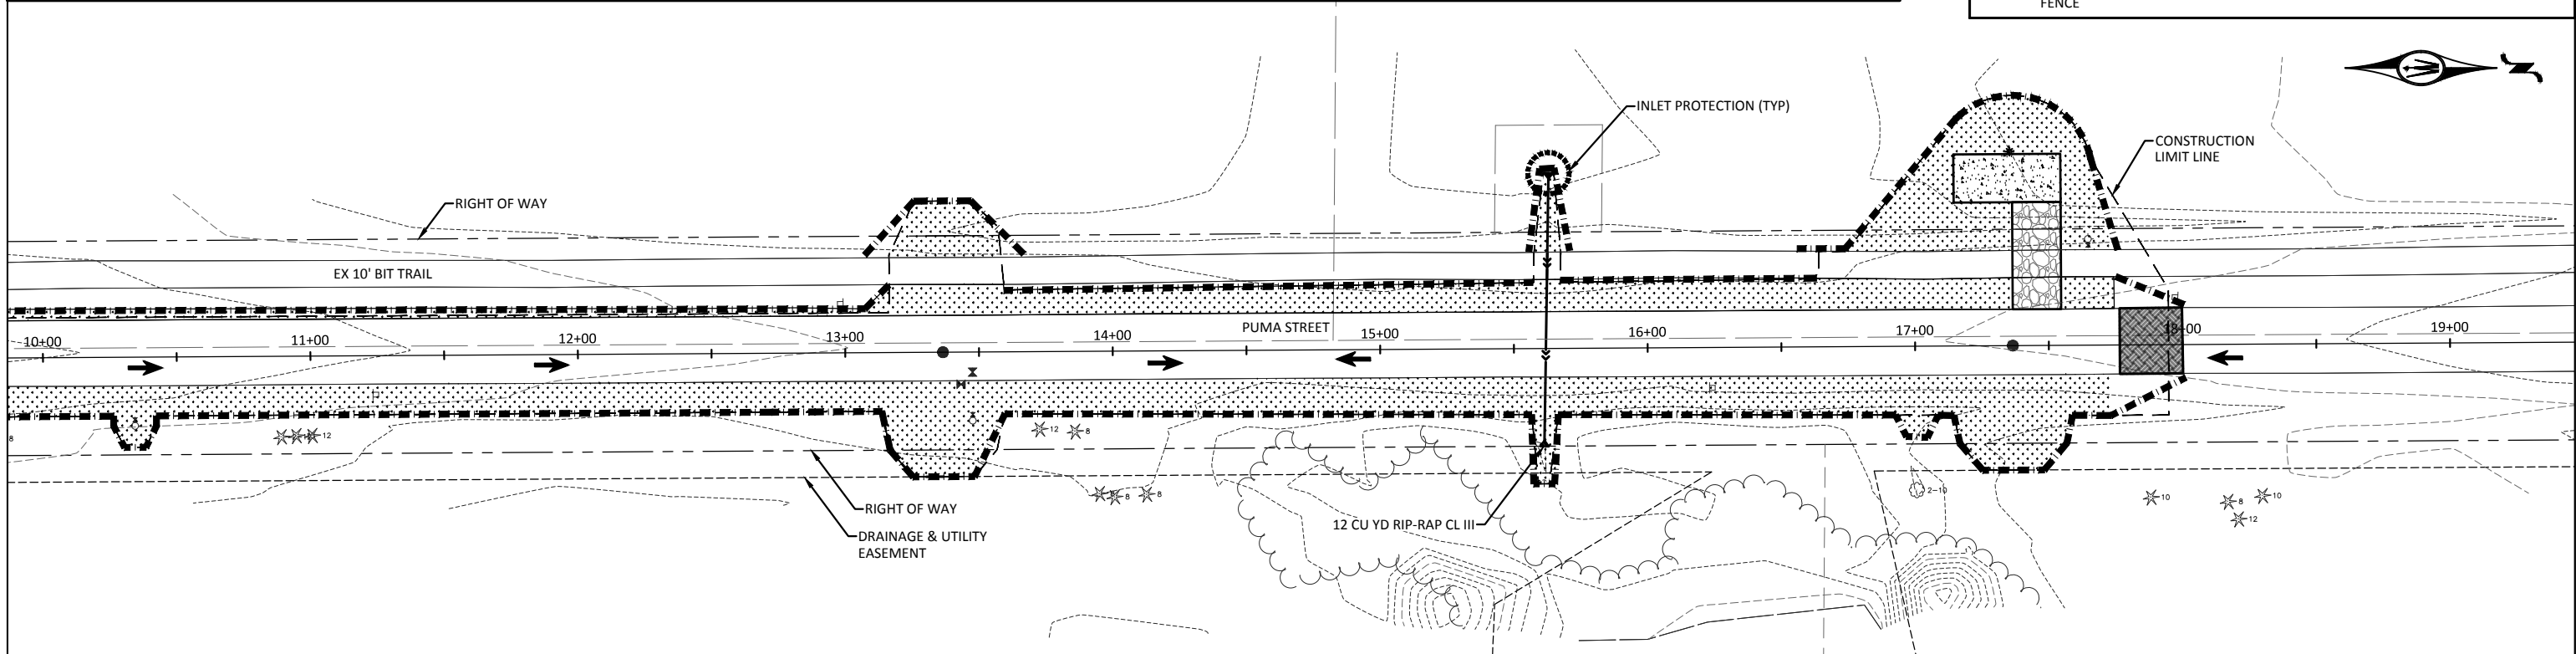 FENCE
INLET PROTECTION (TYP)
CONSTRUCTION
LIMIT LINE
RIGHT OF WAY
EX 10' BIT TRAIL
PUMA STREET
10+00
11+00
12+00
13+00
14+00
15+00
16+00
17+00
18+00
19+00
8
12
12
8
8
8
2-10
10
8
10
12
RIGHT OF WAY
12 CU YD RIP-RAP CL III
DRAINAGE & UTILITY
EASEMENT